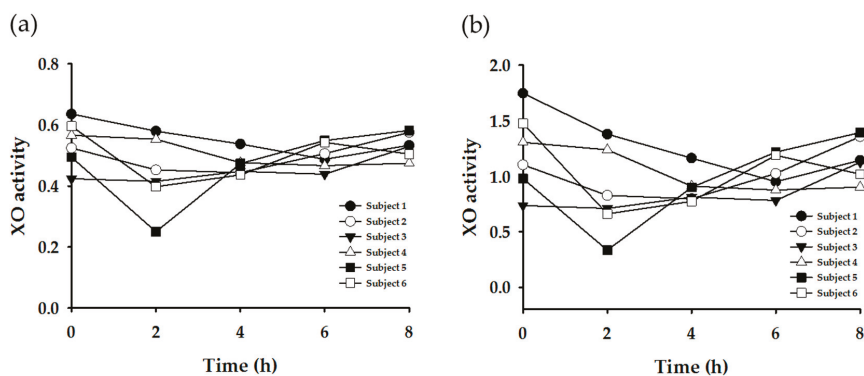 (a)
0.8
0.6
0.4
0.2
0.0
XO activity
0 2 4 6 8
Time (h)
Subject 1
Subject 2
Subject 3
Subject 4
Subject 5
Subject 6
(b)
2.0
1.5
1.0
0.5
0.0
XO activity
0 2 4 6 8
Time (h)
Subject 1
Subject 2
Subject 3
Subject 4
Subject 5
Subject 6